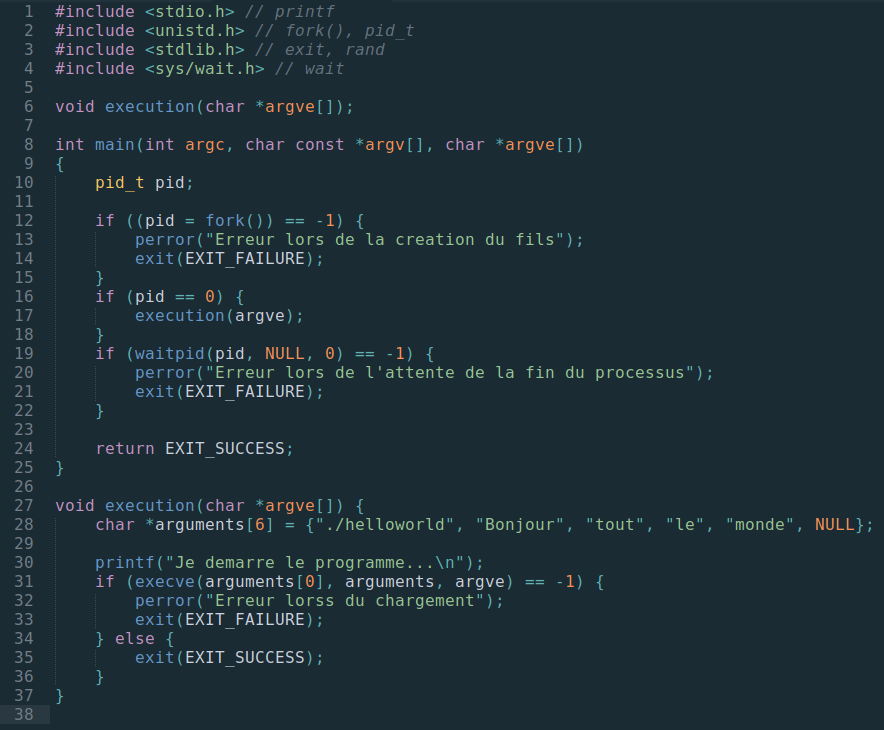 1 #include <stdio.h> // printf
2 #include <unistd.h> // fork(), pid_t
3 #include <stdlib.h> // exit, rand
4 #include <sys/wait.h> // wait
5
6 void execution(char *argve[]);
7
8 int main(int argc, char const *argv[], char *argve[])
9 {
10     pid_t pid;
11
12     if ((pid = fork()) == -1) {
13         perror("Erreur lors de la creation du fils");
14         exit(EXIT_FAILURE);
15     }
16     if (pid == 0) {
17         execution(argve);
18     }
19     if (waitpid(pid, NULL, 0) == -1) {
20         perror("Erreur lors de l'attente de la fin du processus");
21         exit(EXIT_FAILURE);
22     }
23
24     return EXIT_SUCCESS;
25 }
26
27 void execution(char *argve[]) {
28     char *arguments[6] = {"./helloworld", "Bonjour", "tout", "le", "monde", NULL};
29
30     printf("Je demarre le programme...\n");
31     if (execve(arguments[0], arguments, argve) == -1) {
32         perror("Erreur lorss du chargement");
33         exit(EXIT_FAILURE);
34     } else {
35         exit(EXIT_SUCCESS);
36     }
37 }
38